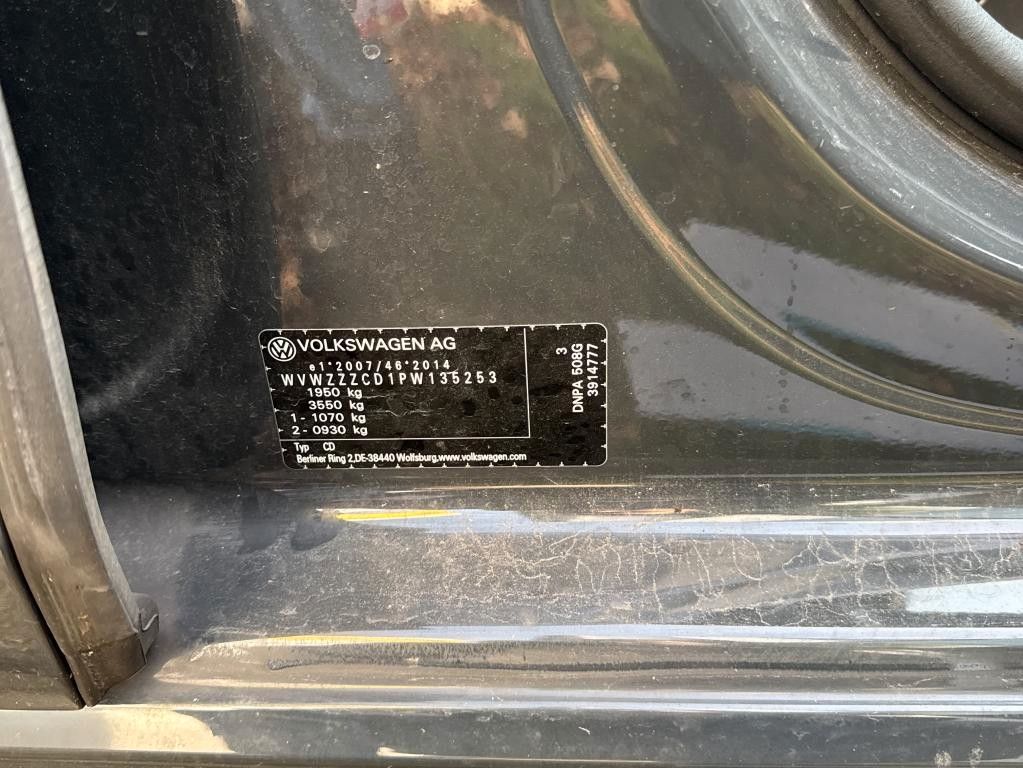 VOLKSWAGEN AG
e1*2007/46*2014
WVWZZZCD1PW135253
1950 kg
3550 kg
1- 1070 kg
2- 0930 kg
Typ CD
Berliner Ring 2,DE-38440 Wolfsburg,www.volkswagen.com
3
DNPA 508G
3914777